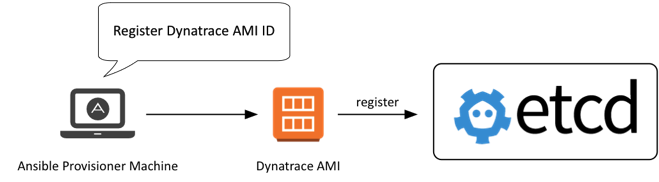 Register Dynatrace AMI ID
A
register
etcd
Ansible Provisioner Machine
Dynatrace AMI